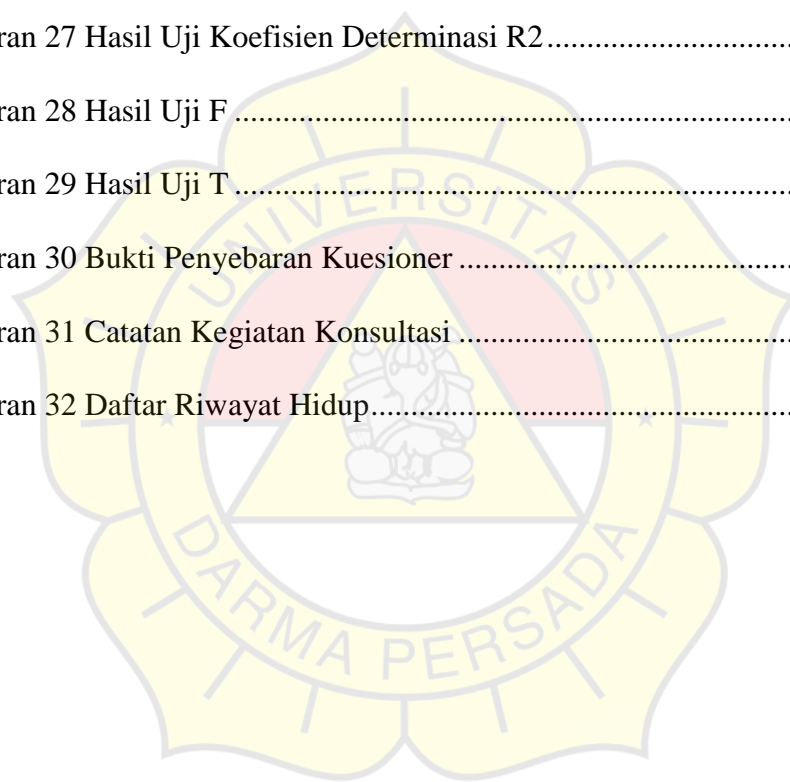 ran 27 Hasil Uji Koefisien Determinasi R2................................
ran 28 Hasil Uji F................................................................
ran 29 Hasil Uji T................................................................
ran 30 Bukti Penyebaran Kuesioner................................
ran 31 Catatan Kegiatan Konsultasi................................
ran 32 Daftar Riwayat Hidup................................................
UNIVERSITAS
DARMA PERSADA